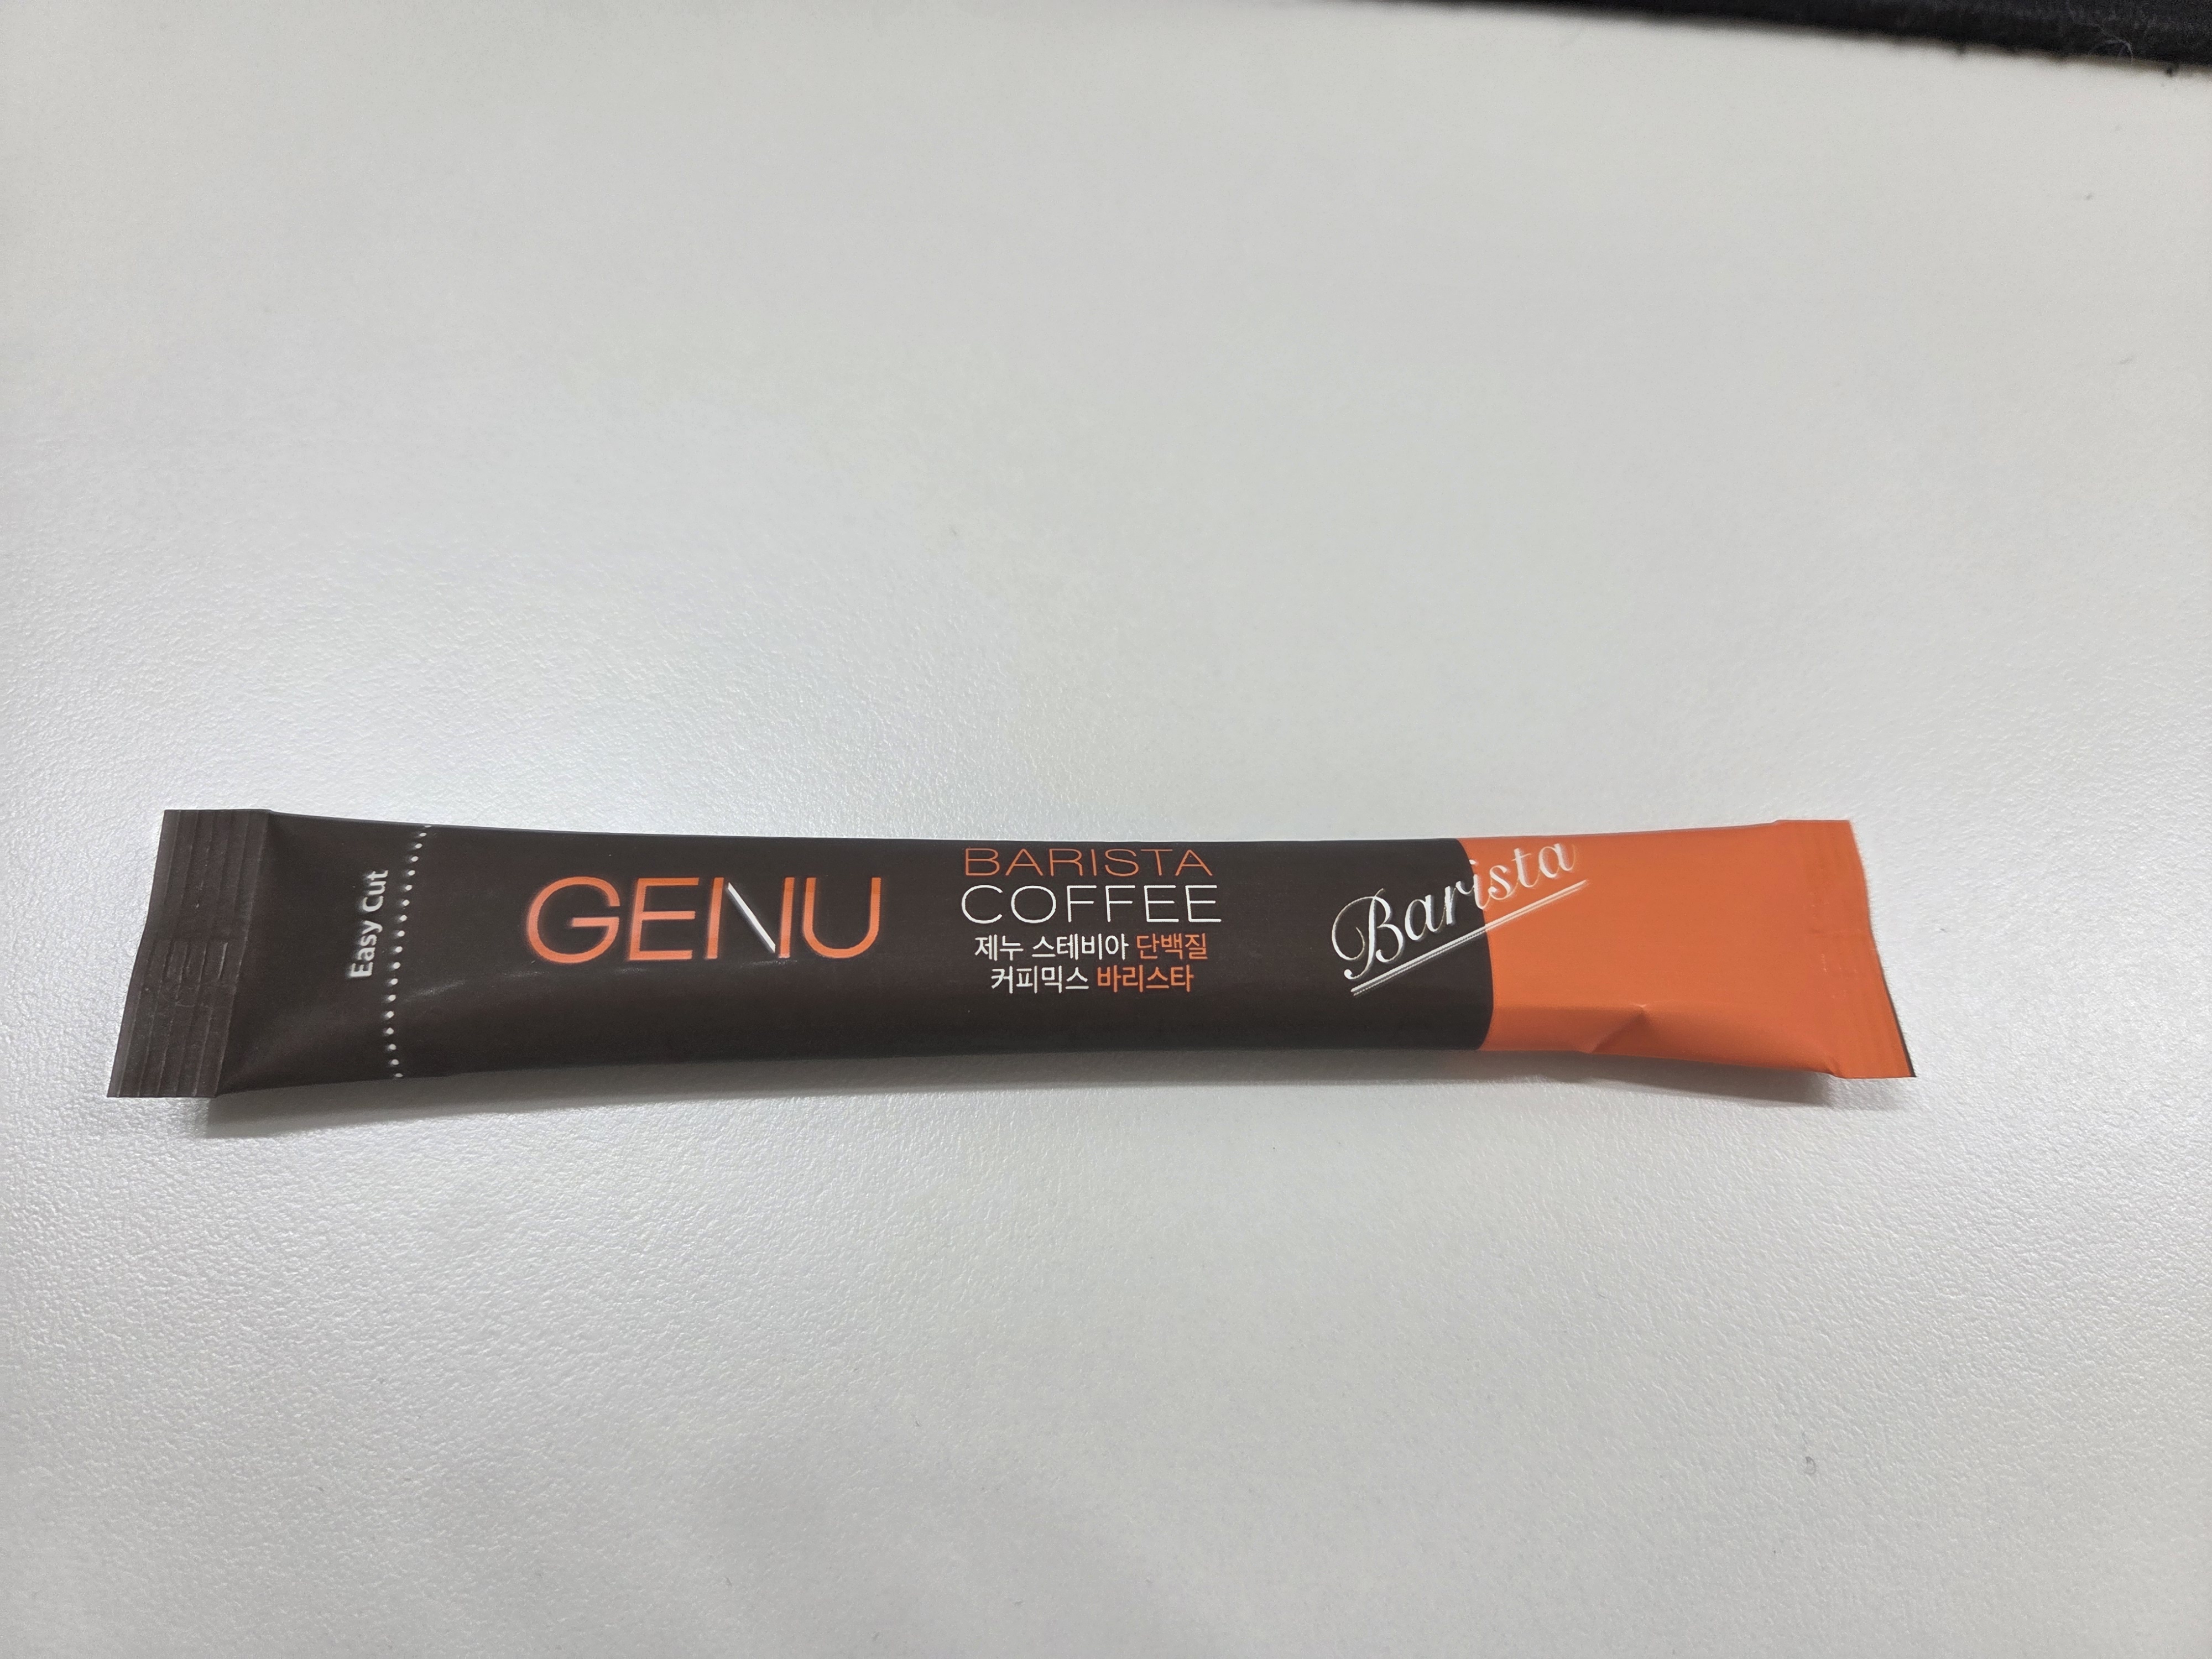 Easy Cut
GENU
BARISTA
COFFEE
제누 스테비아 단백질
커피믹스 바리스타
Barista